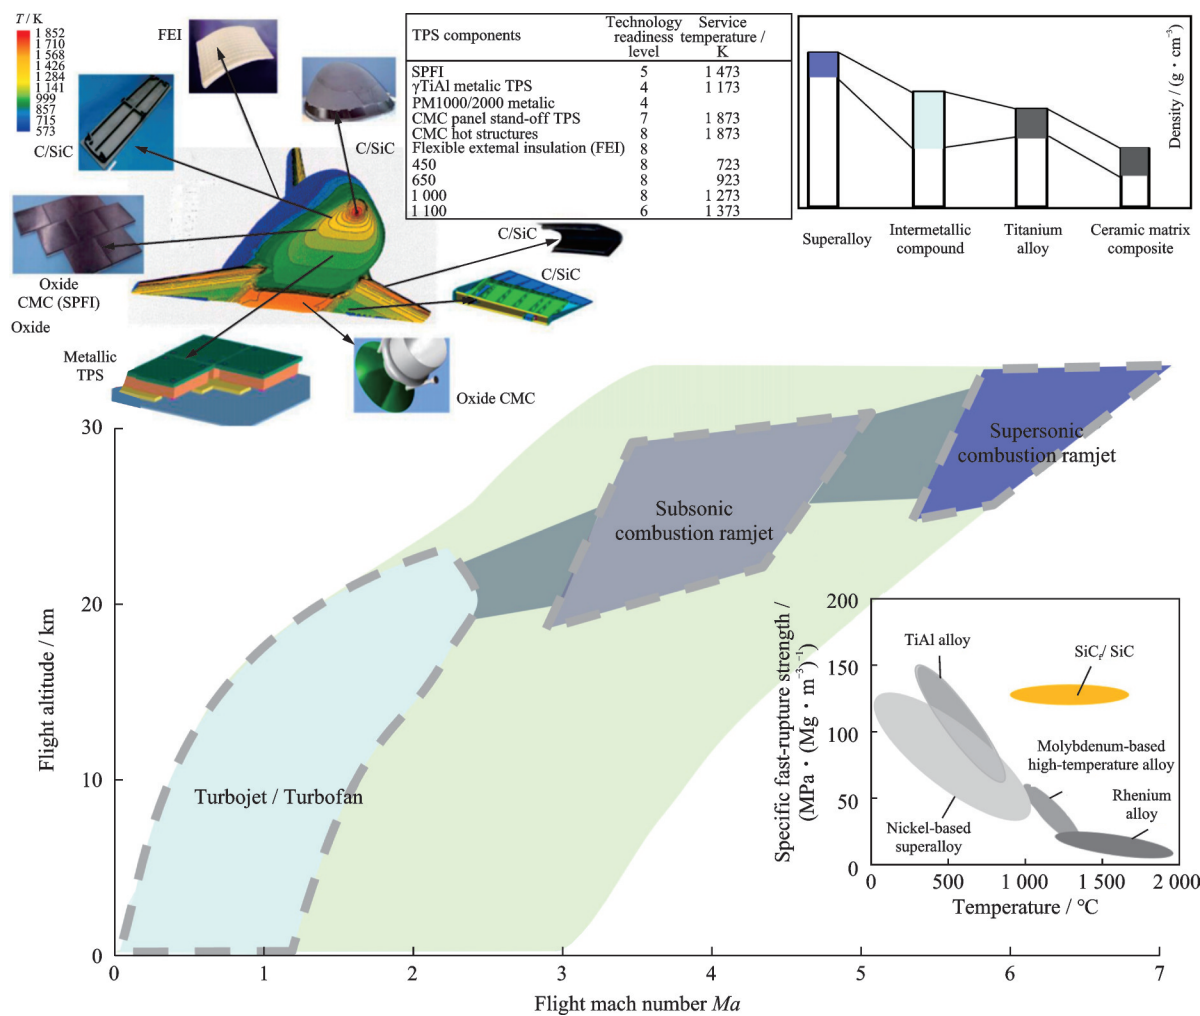 T / K
1 852
1 710
1 568
1 426
1 284
1 141
999
857
715
573
FEI
C/SiC
C/SiC
Oxide
CMC (SPFI)
Oxide
Metallic
TPS
C/SiC
C/SiC
Oxide CMC
TPS components
Technology
readiness
level
Service
temperature /
K
SPFI 5 1 473
γTiAl metalic TPS 4 1 173
PM1000/2000 metalic 4
CMC panel stand-off TPS 7 1 873
CMC hot structures 8 1 873
Flexible extemal insulation (FEI) 8
450 8 723
650 8 923
1 000 8 1 273
1 100 6 1 373
Density / (g · cm⁻³)
Superalloy
Intermetallic
compound
Titanium
alloy
Ceramic matrix
composite
Flight altitude / km
30
20
10
0
Turbojet / Turbofan
Subsonic
combustion ramjet
Supersonic
combustion ramjet
0 1 2 3 4 5 6 7
Flight mach number Ma
Specific fast-rupture strength /
(MPa · (Mg · m⁻³)⁻¹)
200
150
100
50
0
TiAl alloy
SiCf/ SiC
Molybdenum-based
high-temperature alloy
Rhenium
alloy
Nickel-based
superalloy
0 500 1 000 1 500 2 000
Temperature / °C